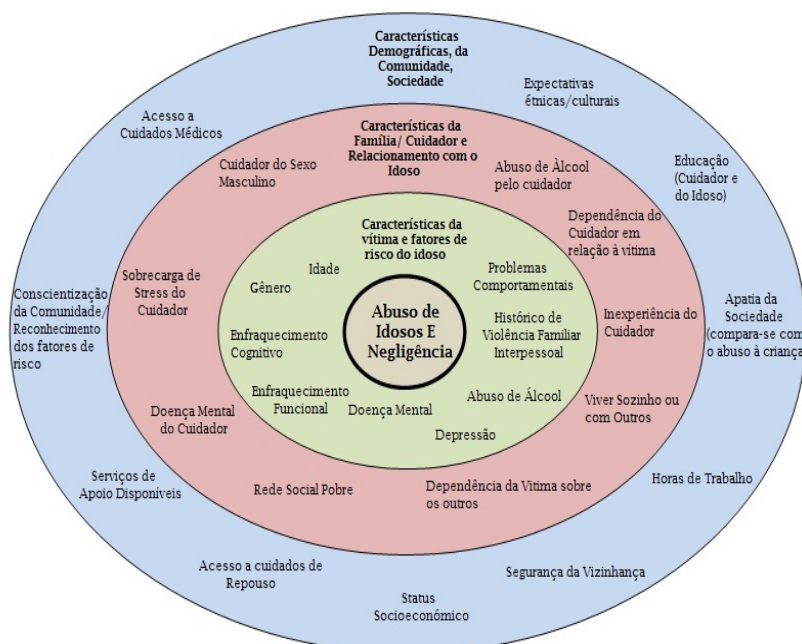 Características
Demográficas, da
Comunidade,
Sociedade
Expectativas
étnicas/culturais
Acesso a
Cuidados Médicos
Educação
(Cuidador e
do Idoso)
Conscientização
da Comunidade/
Reconhecimento
dos fatores de
risco
Apatia da
Sociedade
(compara-se com
o abuso à criança
Serviços de
Apoio Disponíveis
Horas de Trabalho
Acesso a cuidados de
Repouso
Status
Socioeconómico
Segurança da Vizinhança
Características da
Família/ Cuidador e
Relacionamento com o
Idoso
Cuidador do Sexo
Masculino
Abuso de Àlcool
pelo cuidador
Dependência do
Cuidador em
relação à vitima
Sobrecarga de
Stress do
Cuidador
Inexperiência do
Cuidador
Doença Mental
do Cuidador
Viver Sozinho ou
com Outros
Rede Social Pobre
Dependência da Vitima sobre
os outros
Características da
vítima e fatores de
risco do idoso
Idade
Gênero
Problemas
Comportamentais
Enfraquecimento
Cognitivo
Histórico de
Violência Familiar
Interpessoal
Enfraquecimento
Funcional
Doença Mental
Abuso de Álcool
Depressão
Abuso de
Idosos E
Negligência